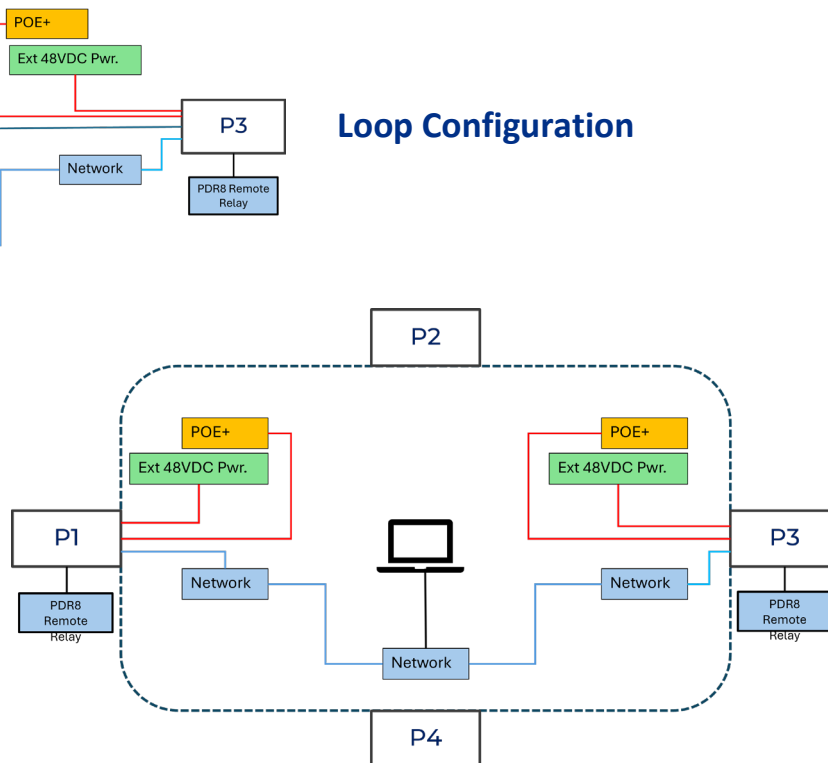 POE+
Ext 48VDC Pwr.
P3
Loop Configuration
Network
PDR8 Remote
Relay
P2
POE+
POE+
Ext 48VDC Pwr.
Ext 48VDC Pwr.
P1
P3
Network
Network
PDR8
Remote
Relay
PDR8
Remote
Relay
Network
P4